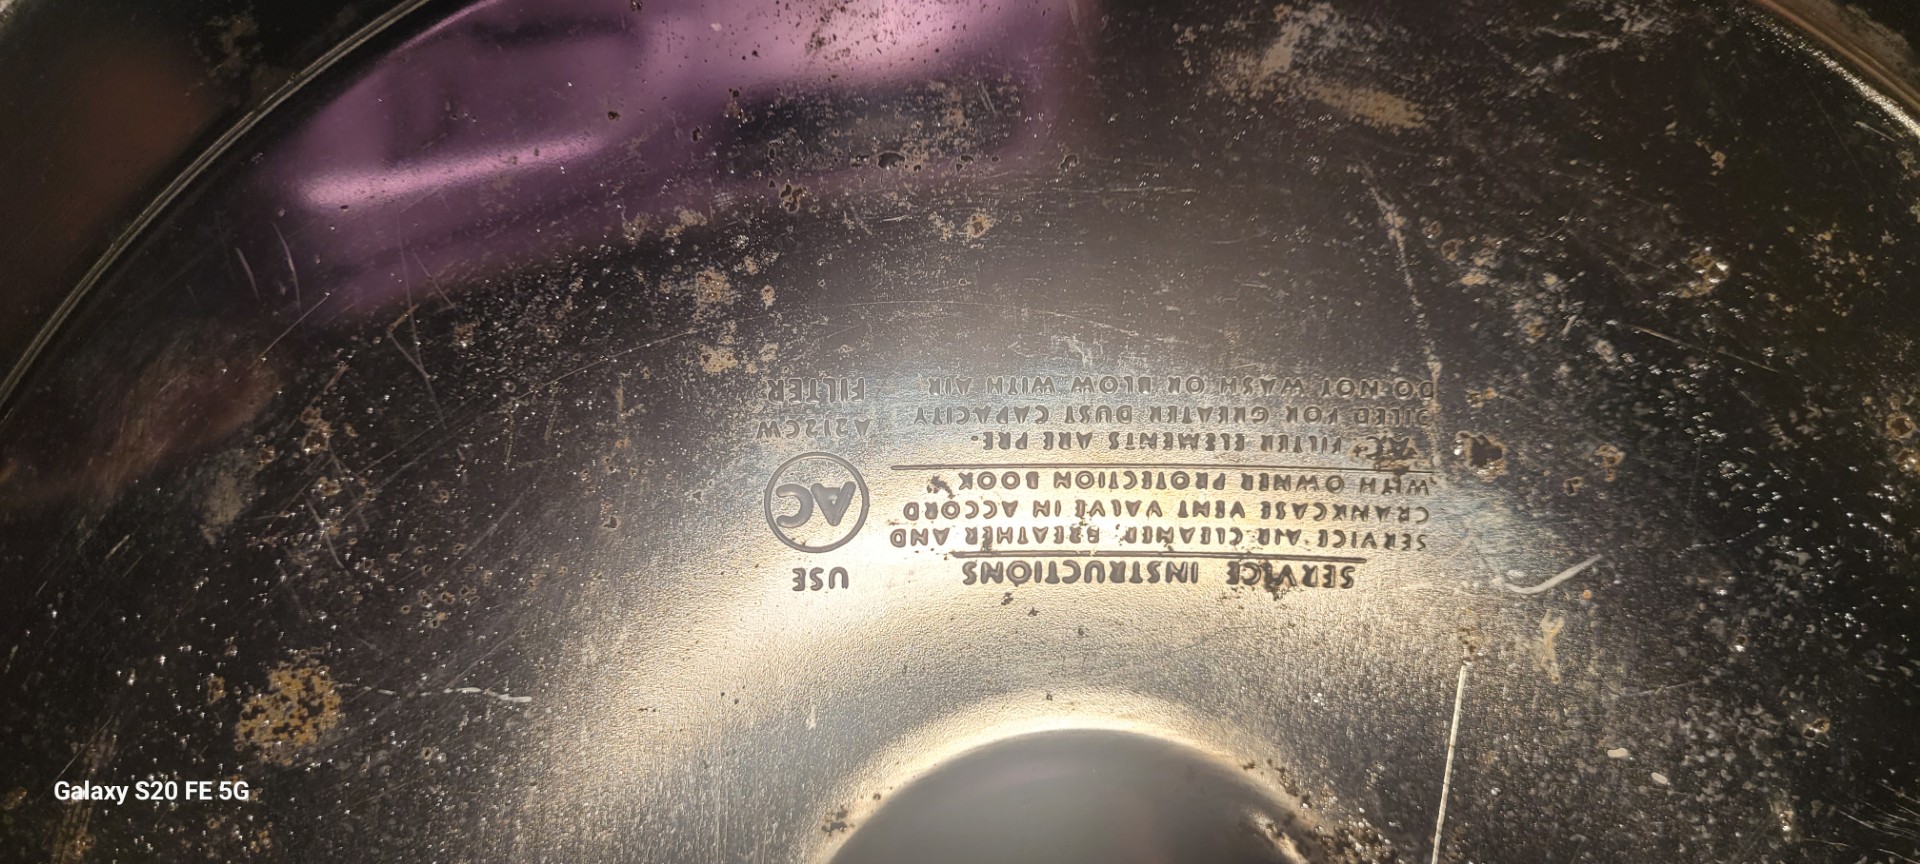 SERVICE INSTRUCTIONS
SERVICE AIR CLEANER, BREATHER AND
CRANKCASE VENT VALVE IN ACCORD
WITH OWNER PROTECTION BOOK
AC FILTER ELEMENTS ARE PRE-
OILED FOR GREATER DUST CAPACITY
DO NOT WASH OR BLOW WITH AIR
USE
AC
A212CW
FILTER
Galaxy S20 FE 5G